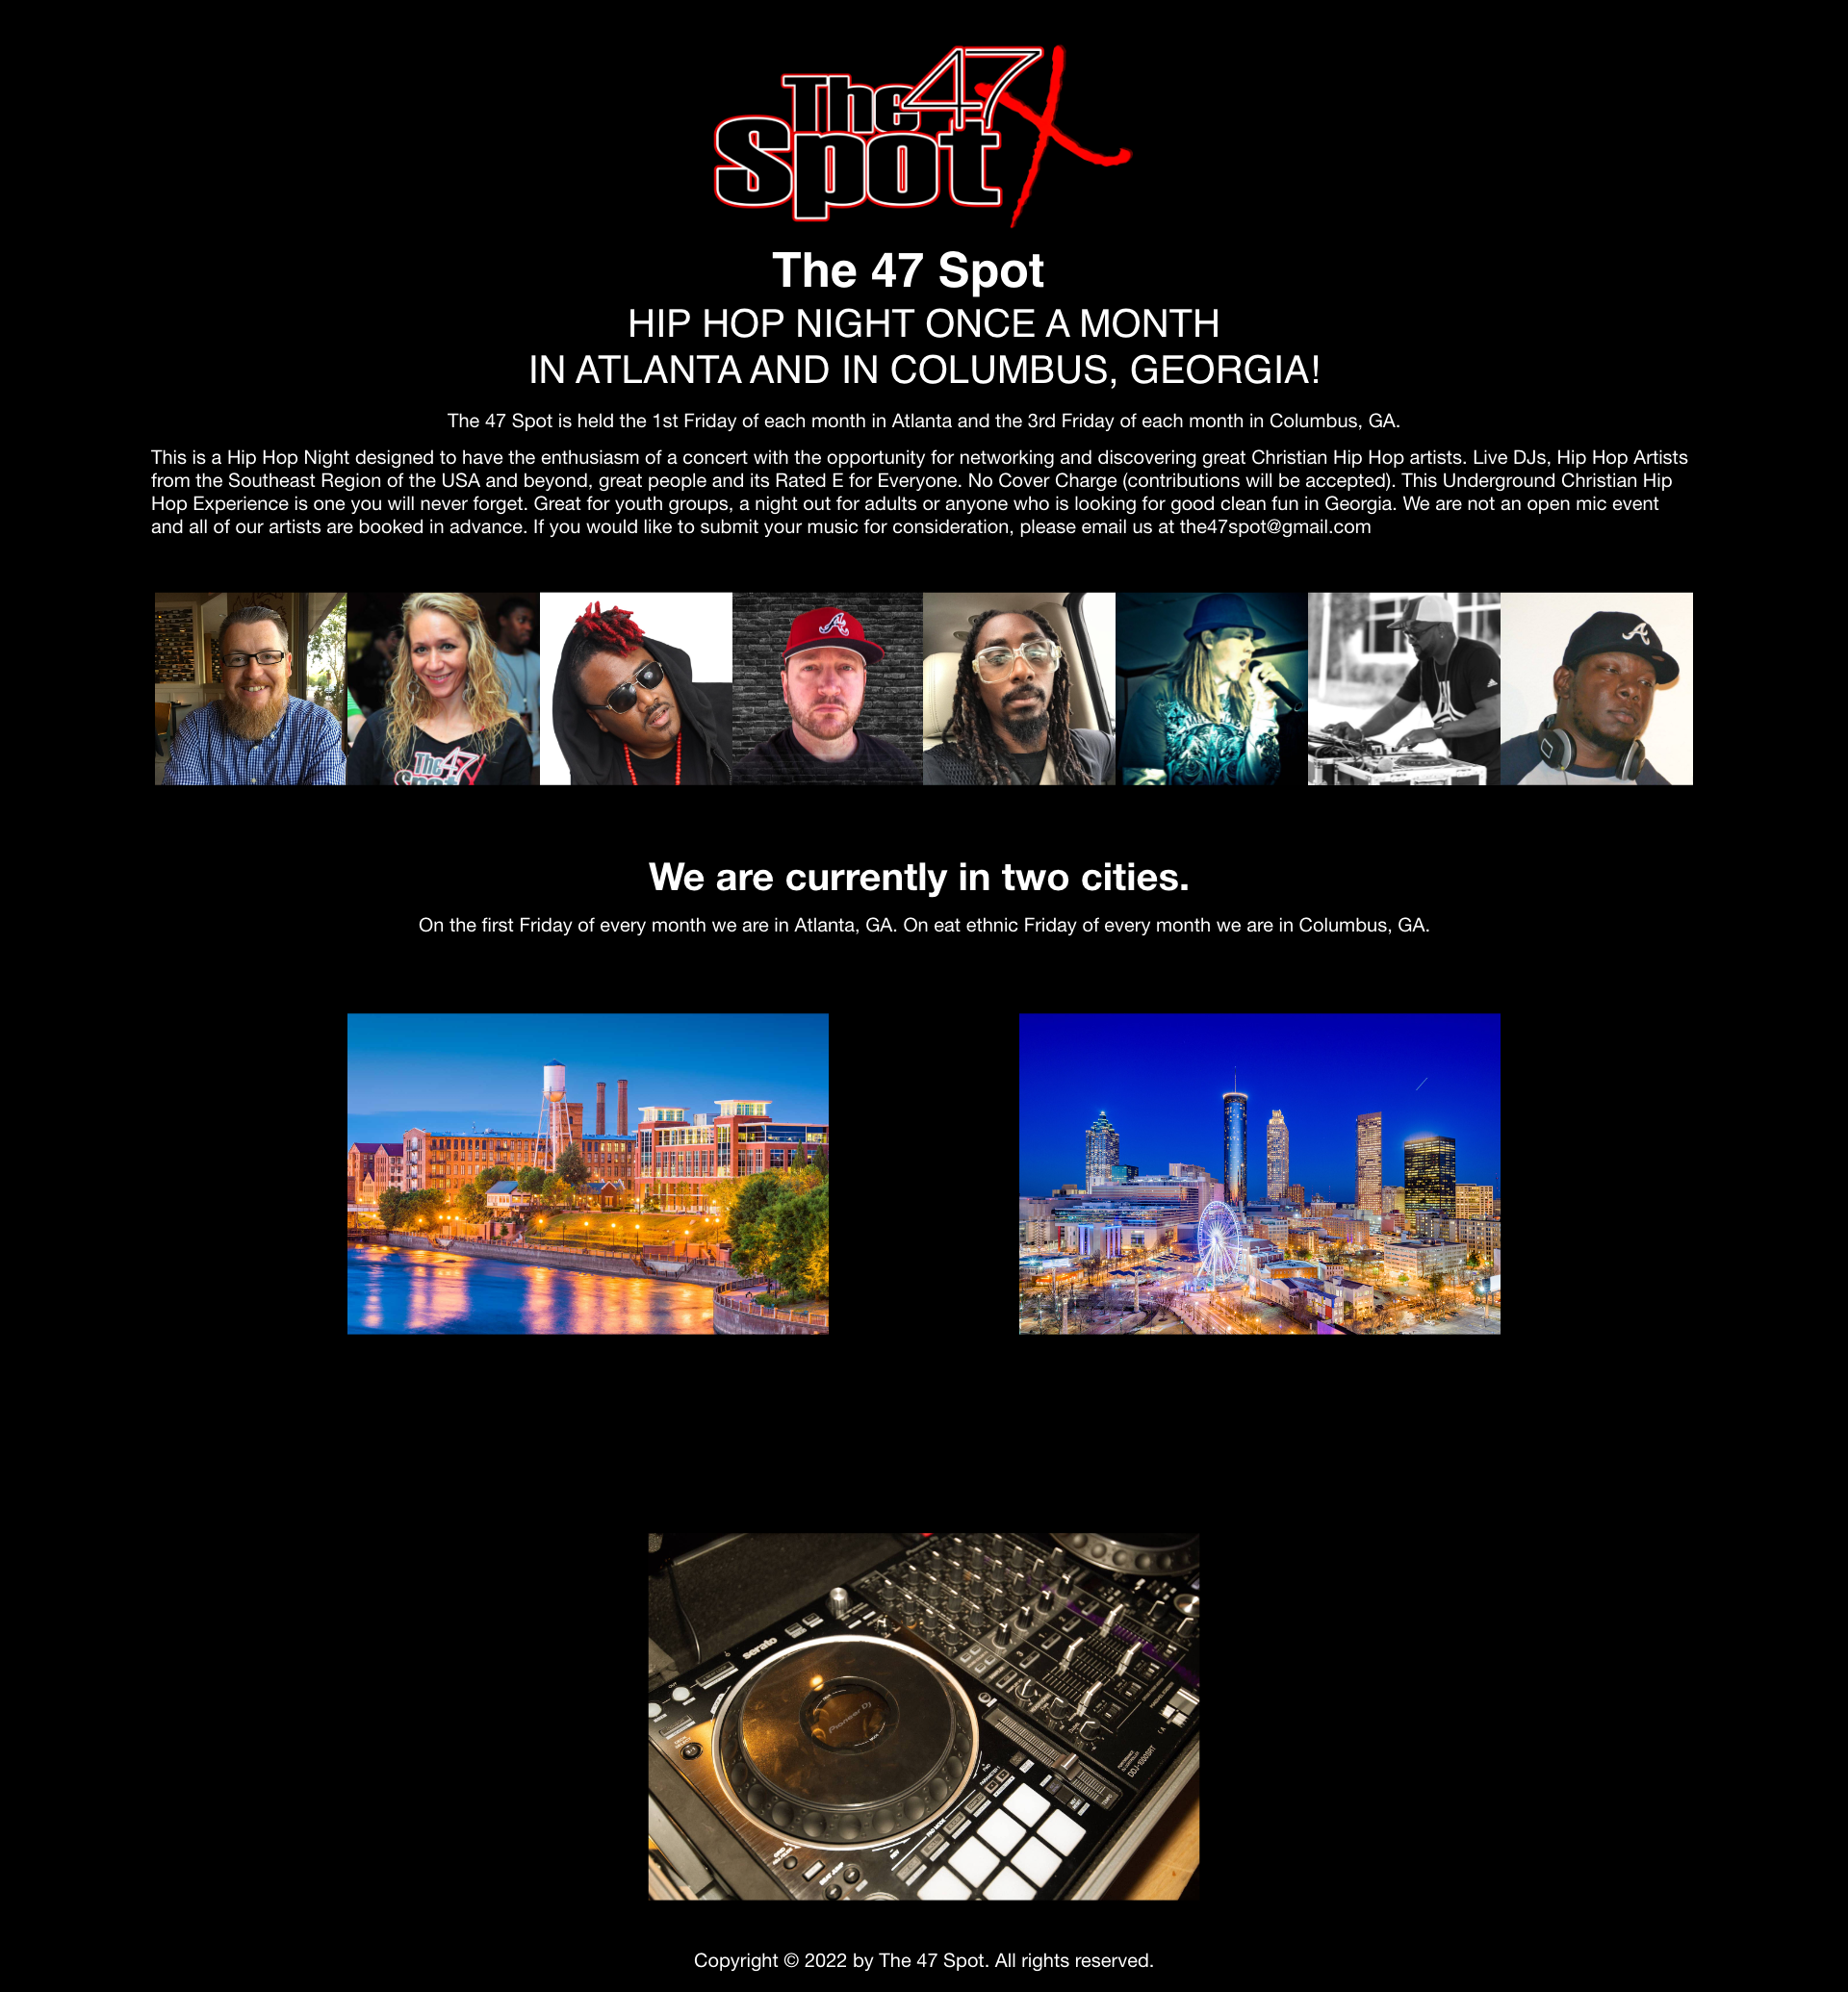 The 47
Spot
The 47 Spot
HIP HOP NIGHT ONCE A MONTH
IN ATLANTA AND IN COLUMBUS, GEORGIA!
The 47 Spot is held the 1st Friday of each month in Atlanta and the 3rd Friday of each month in Columbus, GA.
This is a Hip Hop Night designed to have the enthusiasm of a concert with the opportunity for networking and discovering great Christian Hip Hop artists. Live DJs, Hip Hop Artists
from the Southeast Region of the USA and beyond, great people and its Rated E for Everyone. No Cover Charge (contributions will be accepted). This Underground Christian Hip
Hop Experience is one you will never forget. Great for youth groups, a night out for adults or anyone who is looking for good clean fun in Georgia. We are not an open mic event
and all of our artists are booked in advance. If you would like to submit your music for consideration, please email us at the47spot@gmail.com
The 47
Spot
A
A
We are currently in two cities.
On the first Friday of every month we are in Atlanta, GA. On eat ethnic Friday of every month we are in Columbus, GA.
serato
Pioneer DJ
DDJ-1000SRT
Copyright © 2022 by The 47 Spot. All rights reserved.